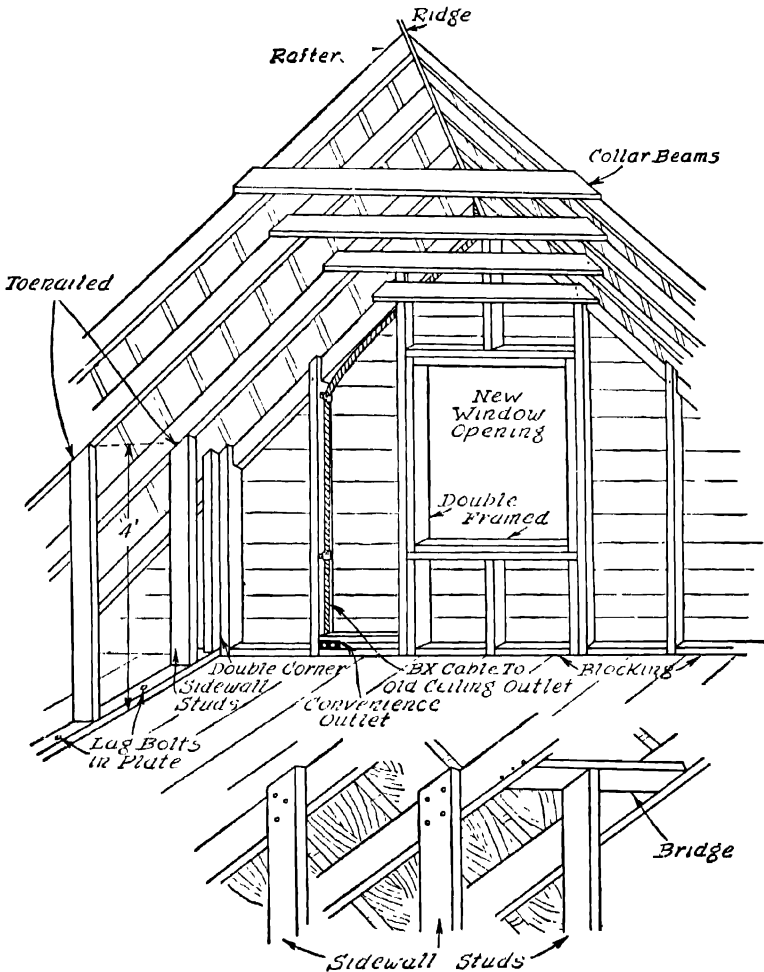 Ridge
Rafter.
Collar Beams
Toenailed
New
Window
Opening
Double
Framed
4'
Double Corner
Sidewall
Studs
BX Cable To
Old Ceiling Outlet
Blocking
Convenience
Outlet
Lag Bolts
in Plate
Bridge
Sidewall Studs